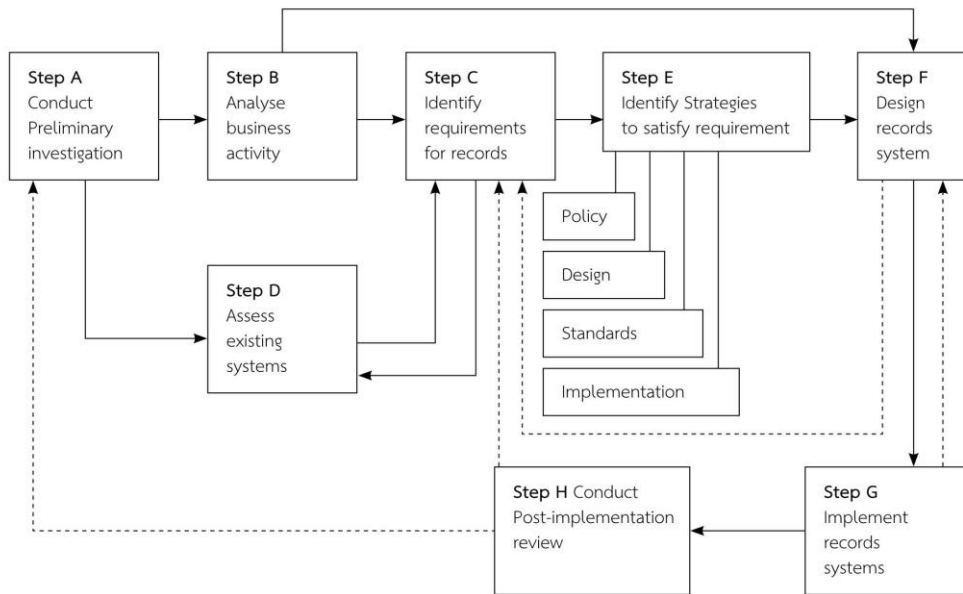 Step A
Conduct
Preliminary
investigation
Step B
Analyse
business
activity
Step C
Identify
requirements
for records
Step E
Identify Strategies
to satisfy requirement
Step F
Design
records
system
Policy
Design
Standards
Implementation
Step D
Assess
existing
systems
Step H Conduct
Post-implementation
review
Step G
Implement
records
systems